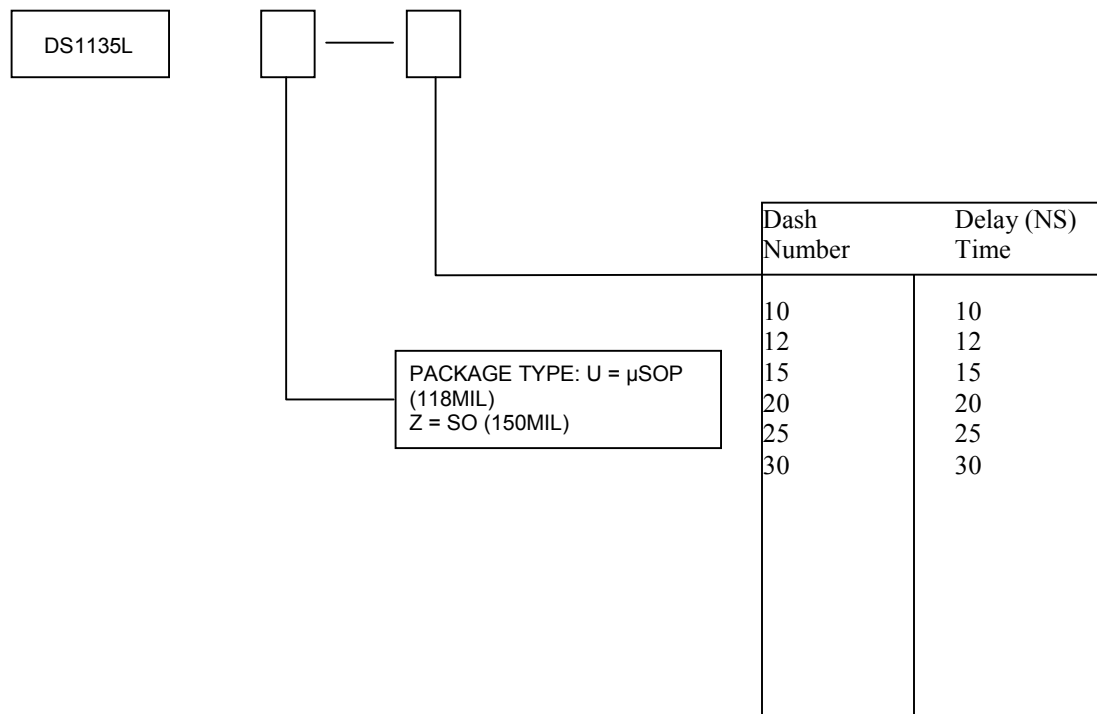 DS1135L
Dash Number	Delay (NS) Time
10	10
12	12
15	15
20	20
25	25
30	30
PACKAGE TYPE: U = µSOP
(118MIL)
Z = SO (150MIL)